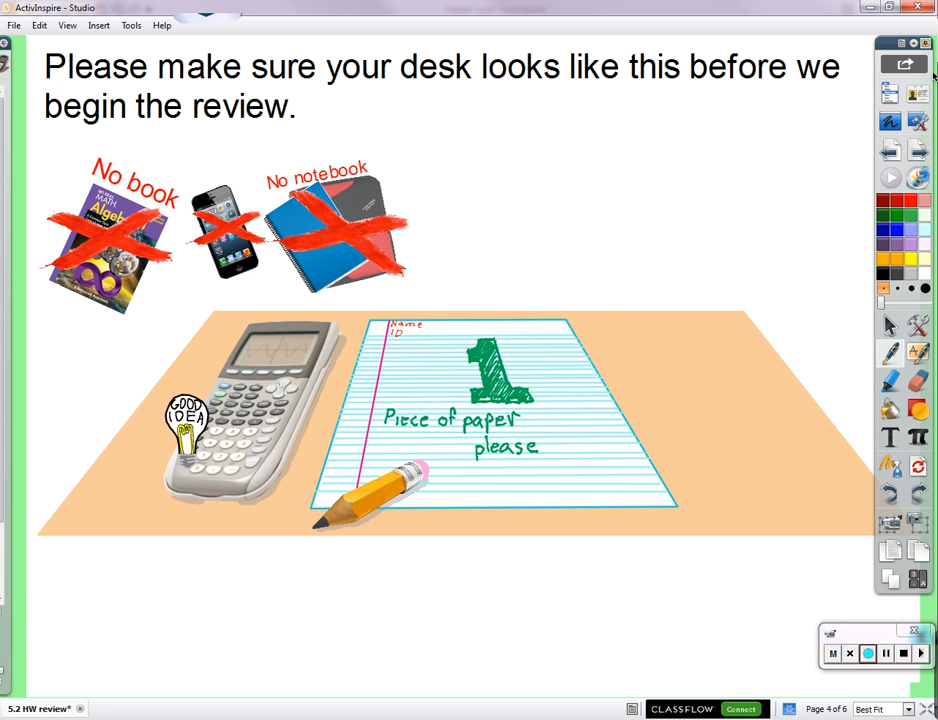 ActivInspire - Studio
File Edit View Insert Tools Help
Please make sure your desk looks like this before we
begin the review.
No book
No notebook
MATH
Algebra
Name
ID
1
Piece of paper
please
GOOD
IDEA
M
5.2 HW review*
CLASSFLOW Connect
Page 4 of 6
Best Fit